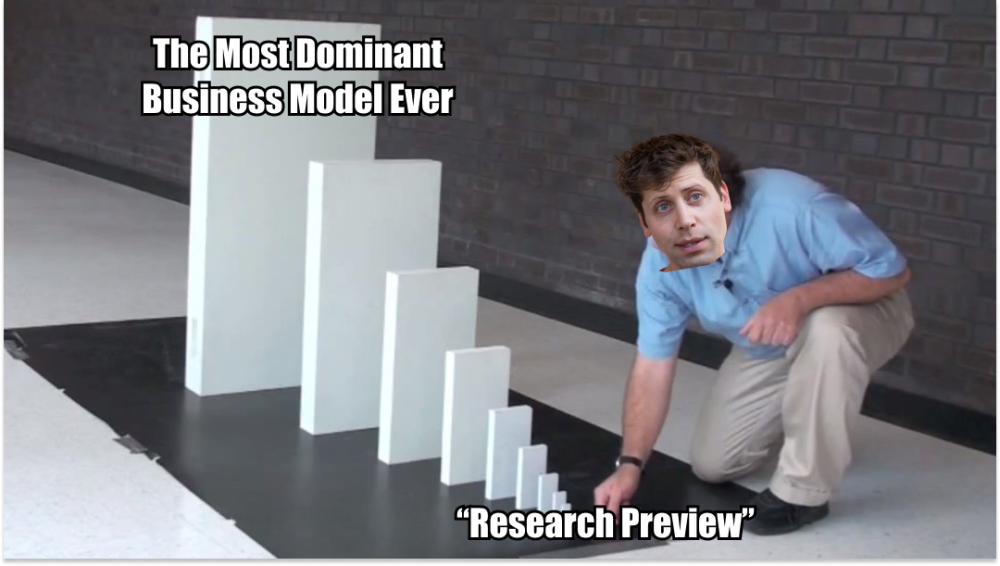 The Most Dominant
Business Model Ever
“Research Preview”